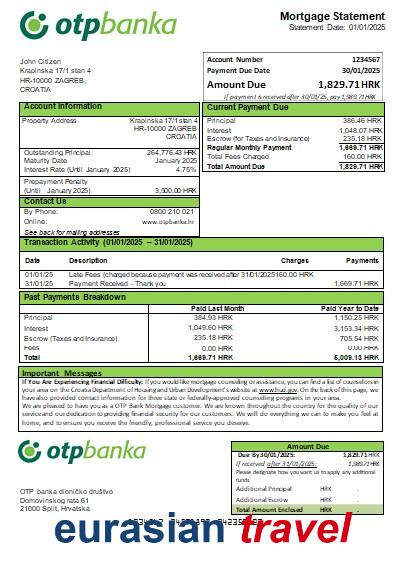 otpbanka
Mortgage Statement
Statement Date: 01/01/2025
John Citizen
Krapinska 17/1 stan 4
HR-10000 ZAGREB,
CROATIA
Account Number 1234567
Payment Due Date 30/01/2025
Amount Due 1,829.71 HRK
If payment is received after 30/01/25, pay 1,989.71 HRK
Account Information
Property Address Krapinska 17/1 stan 4
HR-10000 ZAGREB
CROATIA
Outstanding Principal 264,776.43 HRK
Maturity Date January 2025
Interest Rate (Until January 2025) 4.75%
Prepayment Penalty
(Until January 2025) 3,500.00 HRK
Contact Us
By Phone: 0800 210 021
Online: www.otpbanka.hr
See back for mailing addresses
Current Payment Due
Principal 386.46 HRK
Interest 1,048.07 HRK
Escrow (for Taxes and Insurance) 235.18 HRK
Regular Monthly Payment 1,669.71 HRK
Total Fees Charged 160.00 HRK
Total Amount Due 1,829.71 HRK
Transaction Activity (01/01/2025 – 31/01/2025)
Date Description Charges Payments
01/01/25 Late Fees (charged because payment was received after 31/01/2025160.00 HRK
31/01/25 Payment Received – Thank you 1,669.71 HRK
Past Payments Breakdown
Paid Last Month Paid Year to Date
Principal 384.93 HRK 1,150.25 HRK
Interest 1,049.60 HRK 3,153.34 HRK
Escrow (Taxes and Insurance) 235.18 HRK 705.54 HRK
Fees 0.00 HRK 0.00 HRK
Total 1,669.71 HRK 5,009.13 HRK
Important Messages
If You Are Experiencing Financial Difficulty: If you would like mortgage counseling or assistance, you can find a list of counselors in
your area on the Croatia Department of Housing and Urban Development's website at www.hud.gov. On the back of this page, we
have also provided contact information for three state or federally-approved counseling programs in your area.
We are pleased to have you as a OTP Bank Mortgage customer. We are known throughout the country for the quality of our
service and our dedication to providing financial security for our customers. We will do everything we can to make you feel at
home, and to ensure you receive the friendly, professional service you deserve.
otpbanka
OTP banka dioničko društvo
Domovinskog rata 61
21000 Split, Hrvatska
Amount Due
Due By 30/01/2025: 1,829.71 HRK
If received after 31/01/2025: 1,989.71 HRK
Please designate how you want us to apply any additional
funds.
Additional Principal HRK .
Additional Escrow HRK .
Total Amount Enclosed HRK .
eurasian travel